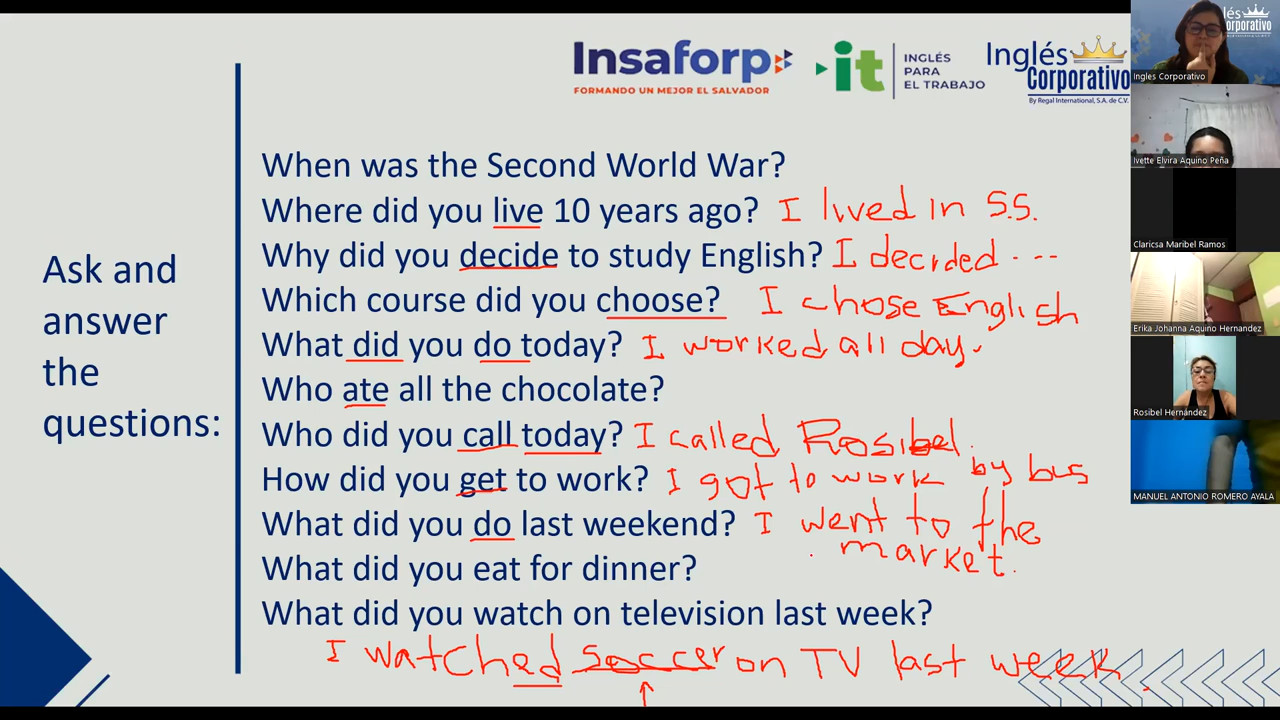 Insaforp
FORMANDO UN MEJOR EL SALVADOR
it
INGLÉS
PARA
EL TRABAJO
Inglés
Corporativo
By Regal International, S.A. de C.V.
lés
orporativo
Ingles Corporativo
Ivette Elvira Aquino Peña
Claricsa Maribel Ramos
Erika Johanna Aquino Hernandez
Rosibel Hernández
MANUEL ANTONIO ROMERO AYALA
Ask and
answer
the
questions:
When was the Second World War?
Where did you live 10 years ago? I lived in S.S.
Why did you decide to study English? I decided ...
Which course did you choose? I chose English
What did you do today? I worked all day.
Who ate all the chocolate?
Who did you call today? I called Rosibel.
How did you get to work? I got to work by bus
What did you do last weekend? I went to the
market.
What did you eat for dinner?
What did you watch on television last week?
I watched soccer on TV last week.